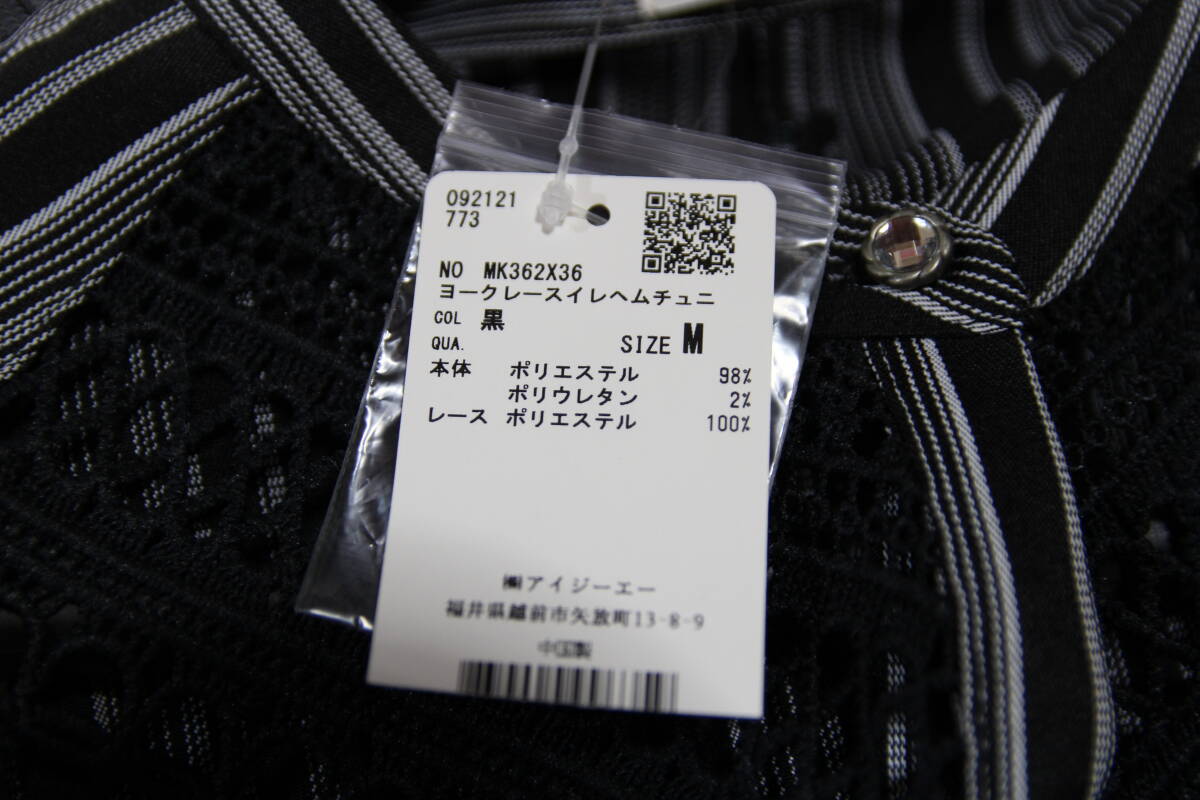 092121
773
NO MK362X36
ヨークレースイレヘムチュニ
COL 黒
QUA. SIZE M
本体 ポリエステル 98%
ポリウレタン 2%
レース ポリエステル 100%
㈱アイジーエー
福井県越前市矢放町13-8-9
中国製